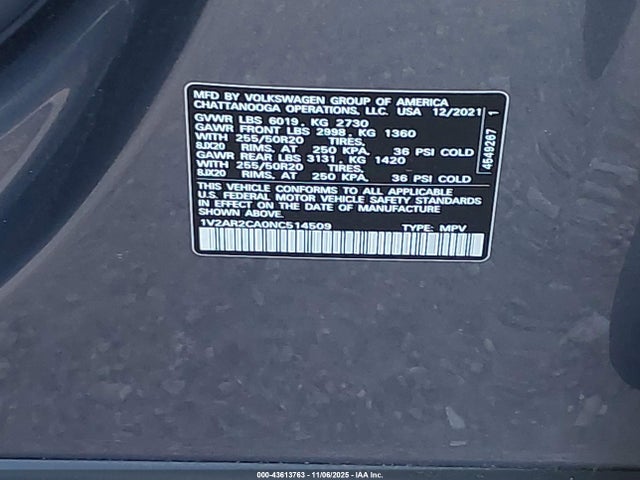 MFD BY VOLKSWAGEN GROUP OF AMERICA
CHATTANOOGA OPERATIONS, LLC. USA 12/2021
GVWR LBS 6019. KG 2730
GAWR FRONT LBS 2998. KG 1360
WITH 255/50R20 TIRES.
8JX20 RIMS. AT 250 KPA. 36 PSI COLD
GAWR REAR LBS 3131. KG 1420
WITH 255/50R20 TIRES.
8JX20 RIMS. AT 250 KPA. 36 PSI COLD
THIS VEHICLE CONFORMS TO ALL APPLICABLE
U.S. FEDERAL MOTOR VEHICLE SAFETY STANDARDS
IN EFFECT ON THE DATE OF MANUFACTURE
SHOWN ABOVE.
1V2AR2CA0NC514509 TYPE: MPV
4549267 1
000-43613763 - 11/06/2025 - IAA Inc.